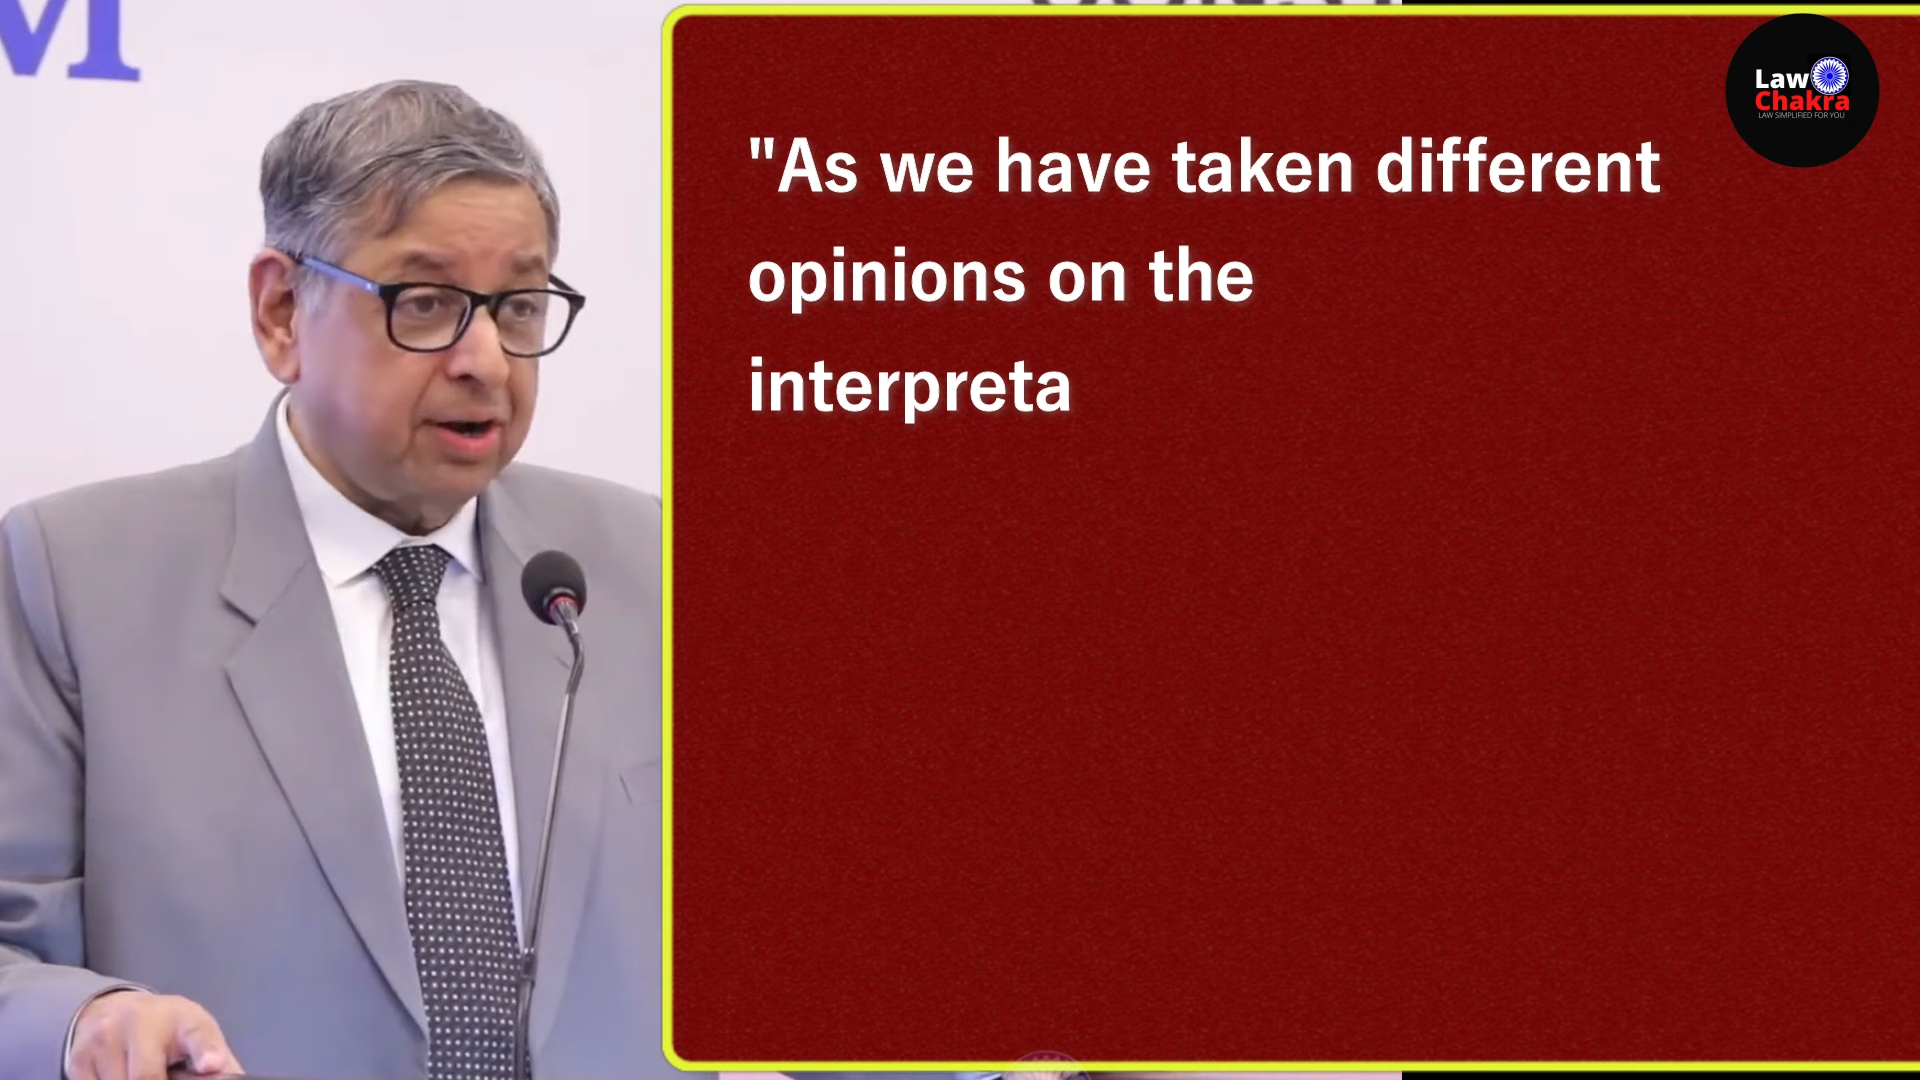 M
"As we have taken different
opinions on the
interpreta
Law
Chakra
LAW SIMPLIFIED FOR YOU